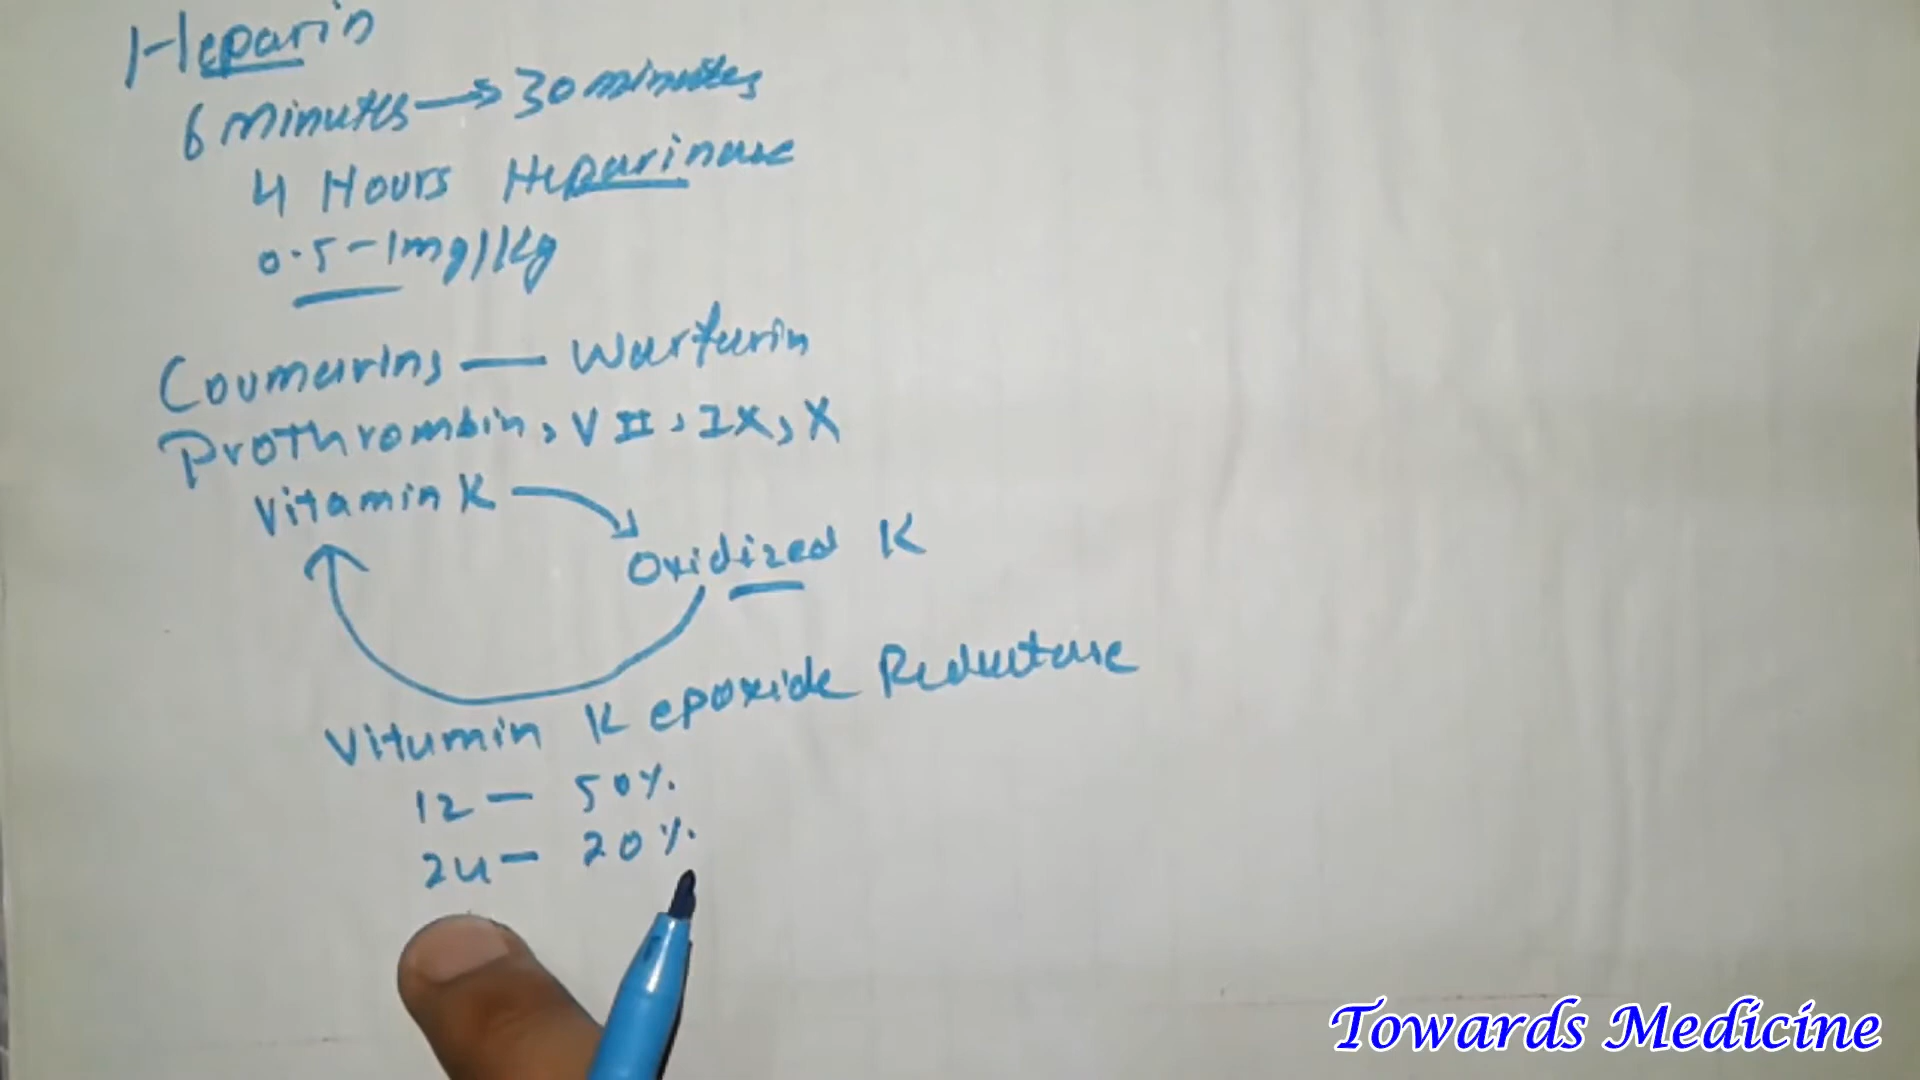 Heparin
6 Minutes → 30 minutes
4 Hours Heparinase
0.5-1mg/Kg
Coumarins — Warfarin
Prothrombin, VII, IX, X
Vitamin K
Oxidized K
Vitamin K epoxide Reductase
12 — 50%.
24 — 20%.
Towards Medicine